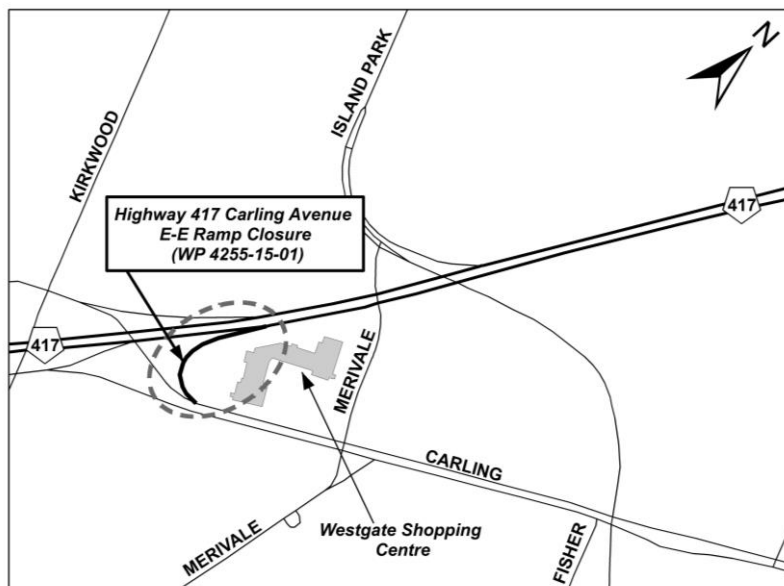 N
ISLAND PARK
KIRKWOOD
417
Highway 417 Carling Avenue
E-E Ramp Closure
(WP 4255-15-01)
417
MERIVALE
CARLING
MERIVALE
Westgate Shopping
Centre
FISHER